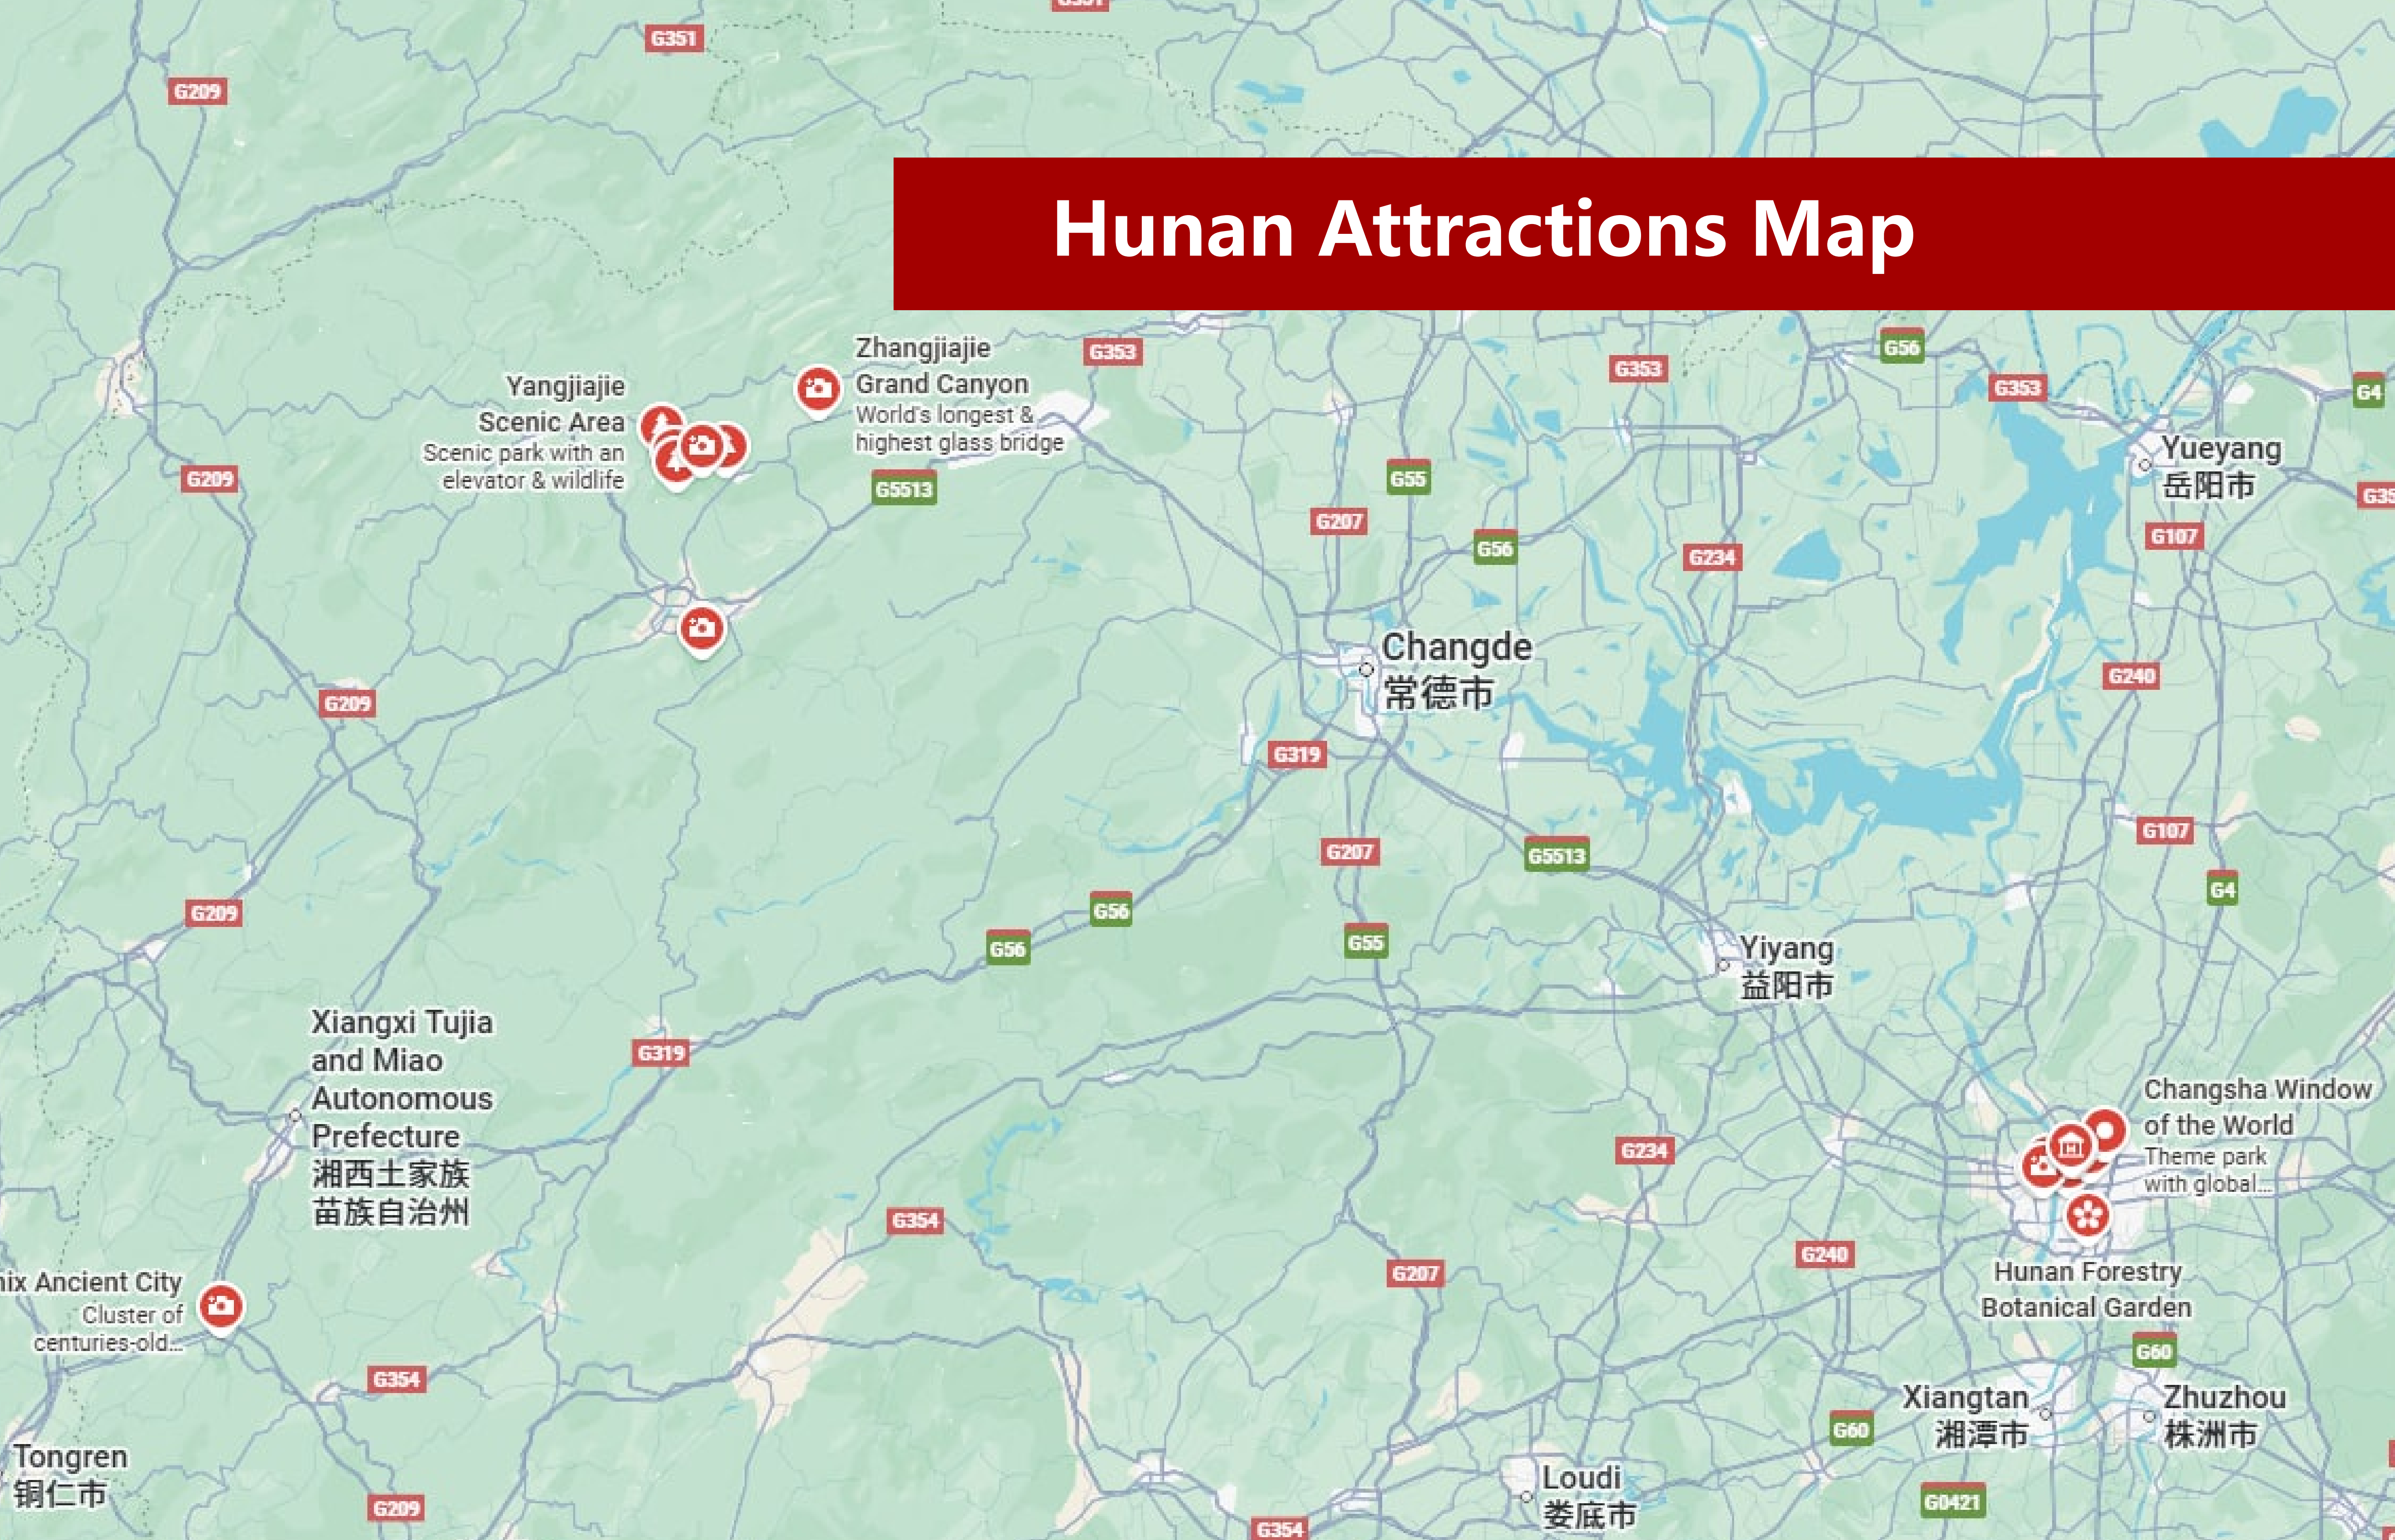 G351
G209
Hunan Attractions Map
Zhangjiajie
Grand Canyon
World's longest &
highest glass bridge
Yangjiajie
Scenic Area
Scenic park with an
elevator & wildlife
G353
G353
G56
G353
G4
G209
G5513
G55
G207
G56
G234
Yueyang
岳阳市
G107
G209
Changde
常德市
G240
G319
G207
G5513
G107
G4
G209
G56
G56
G55
Yiyang
益阳市
Xiangxi Tujia
and Miao
Autonomous
Prefecture
湘西土家族
苗族自治州
G319
G234
Changsha Window
of the World
Theme park
with global...
G354
G207
G240
Hunan Forestry
Botanical Garden
nix Ancient City
Cluster of
centuries-old...
G354
G60
Xiangtan
湘潭市
Zhuzhou
株洲市
G60
Tongren
铜仁市
G209
Loudi
娄底市
G0421
G354